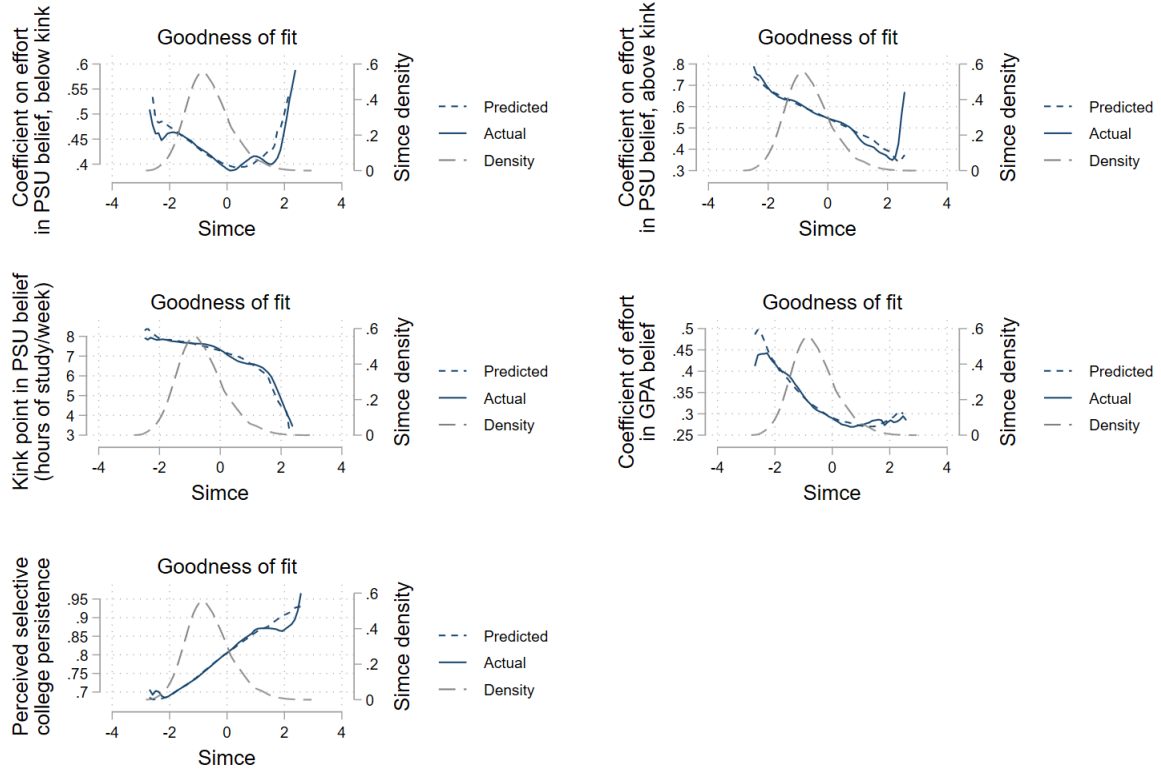 Goodness of fit
Coefficient on effort
in PSU belief, below kink
.6
.55
.5
.45
.4
.6
.4
.2
0
Simce density
-4 -2 0 2 4
Simce
Predicted
Actual
Density
Goodness of fit
Coefficient on effort
in PSU belief, above kink
.8
.7
.6
.5
.4
.3
.6
.4
.2
0
Simce density
-4 -2 0 2 4
Simce
Predicted
Actual
Density
Goodness of fit
Kink point in PSU belief
(hours of study/week)
8
7
6
5
4
3
.6
.4
.2
0
Simce density
-4 -2 0 2 4
Simce
Predicted
Actual
Density
Goodness of fit
Coefficient of effort
in GPA belief
.5
.45
.4
.35
.3
.25
.6
.4
.2
0
Simce density
-4 -2 0 2 4
Simce
Predicted
Actual
Density
Goodness of fit
Perceived selective
college persistence
.95
.9
.85
.8
.75
.7
.6
.4
.2
0
Simce density
-4 -2 0 2 4
Simce
Predicted
Actual
Density